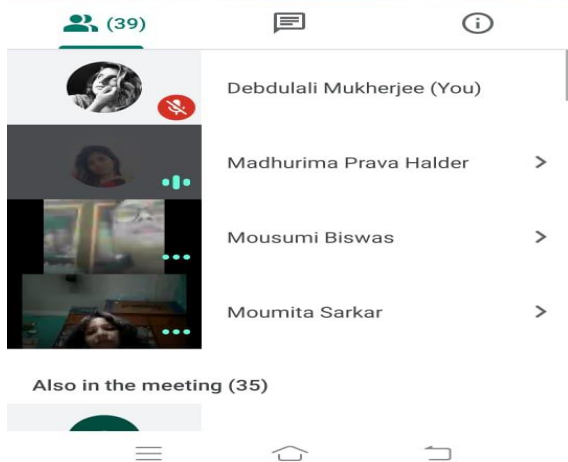 (39)
Debdulali Mukherjee (You)
Madhurima Prava Halder
Mousumi Biswas
Moumita Sarkar
Also in the meeting (35)